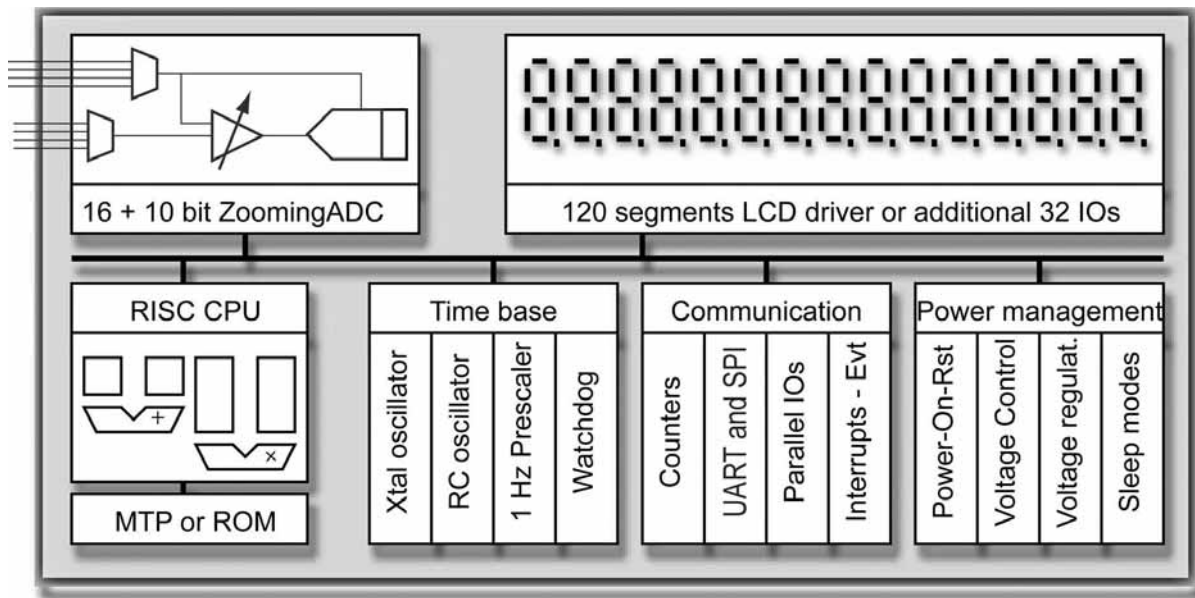 16 + 10 bit ZoomingADC
120 segments LCD driver or additional 32 IOs
RISC CPU
+
×
MTP or ROM
Time base
Xtal oscillator
RC oscillator
1 Hz Prescaler
Watchdog
Communication
Counters
UART and SPI
Parallel IOs
Interrupts - Evt
Power management
Power-On-Rst
Voltage Control
Voltage regulat.
Sleep modes